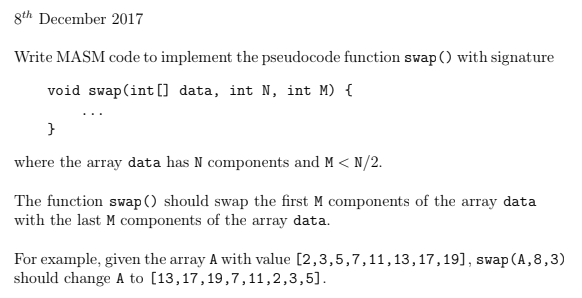 8th December 2017
Write MASM code to implement the pseudocode function swap() with signature
void swap(int[] data, int N, int M) {
...
}
where the array data has N components and M < N/2.
The function swap() should swap the first M components of the array data
with the last M components of the array data.
For example, given the array A with value [2,3,5,7,11,13,17,19], swap(A,8,3)
should change A to [13,17,19,7,11,2,3,5].